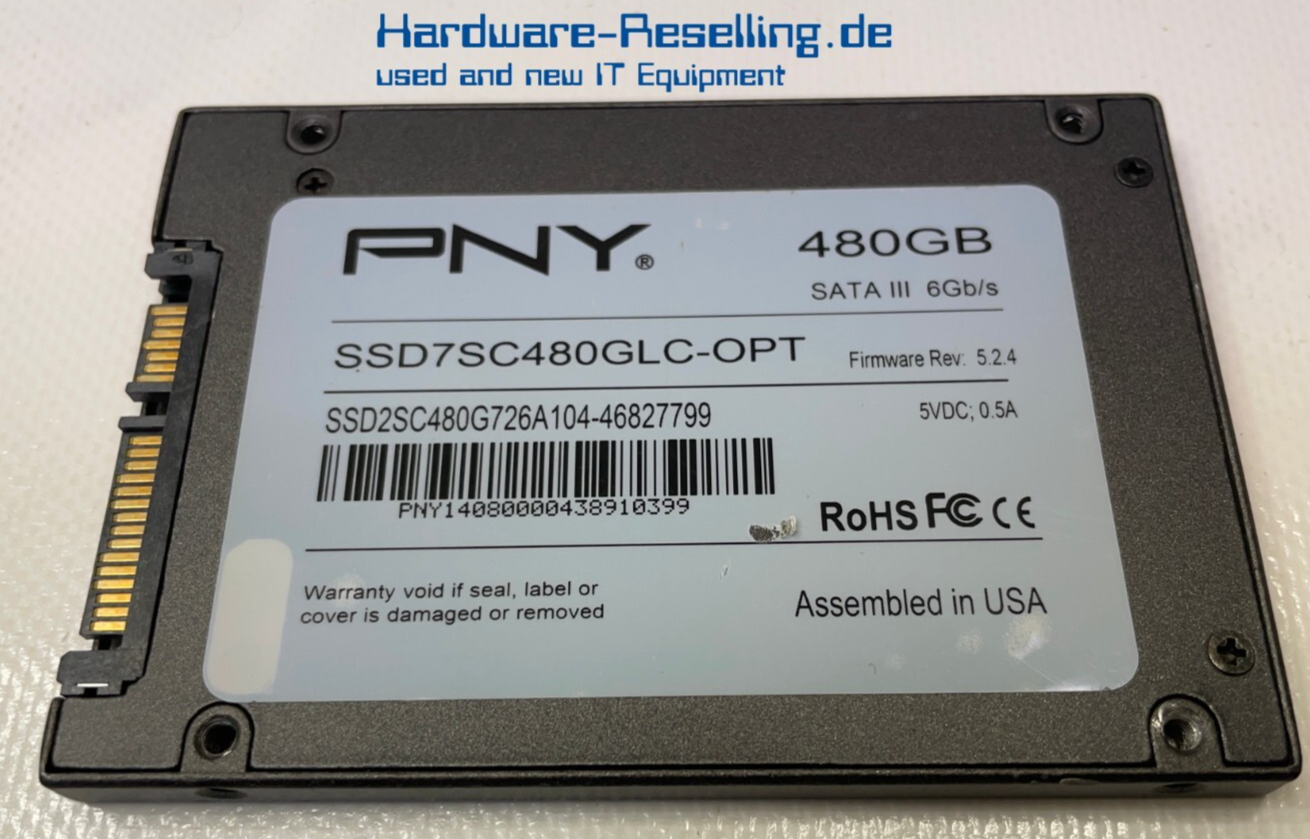 Hardware-Reselling.de
used and new IT Equipment
PNY®
480GB
SATA III 6Gb/s
SSD7SC480GLC-OPT
Firmware Rev: 5.2.4
SSD2SC480G726A104-46827799
5VDC; 0.5A
PNY14080000438910399
RoHS FC CE
Warranty void if seal, label or
cover is damaged or removed
Assembled in USA